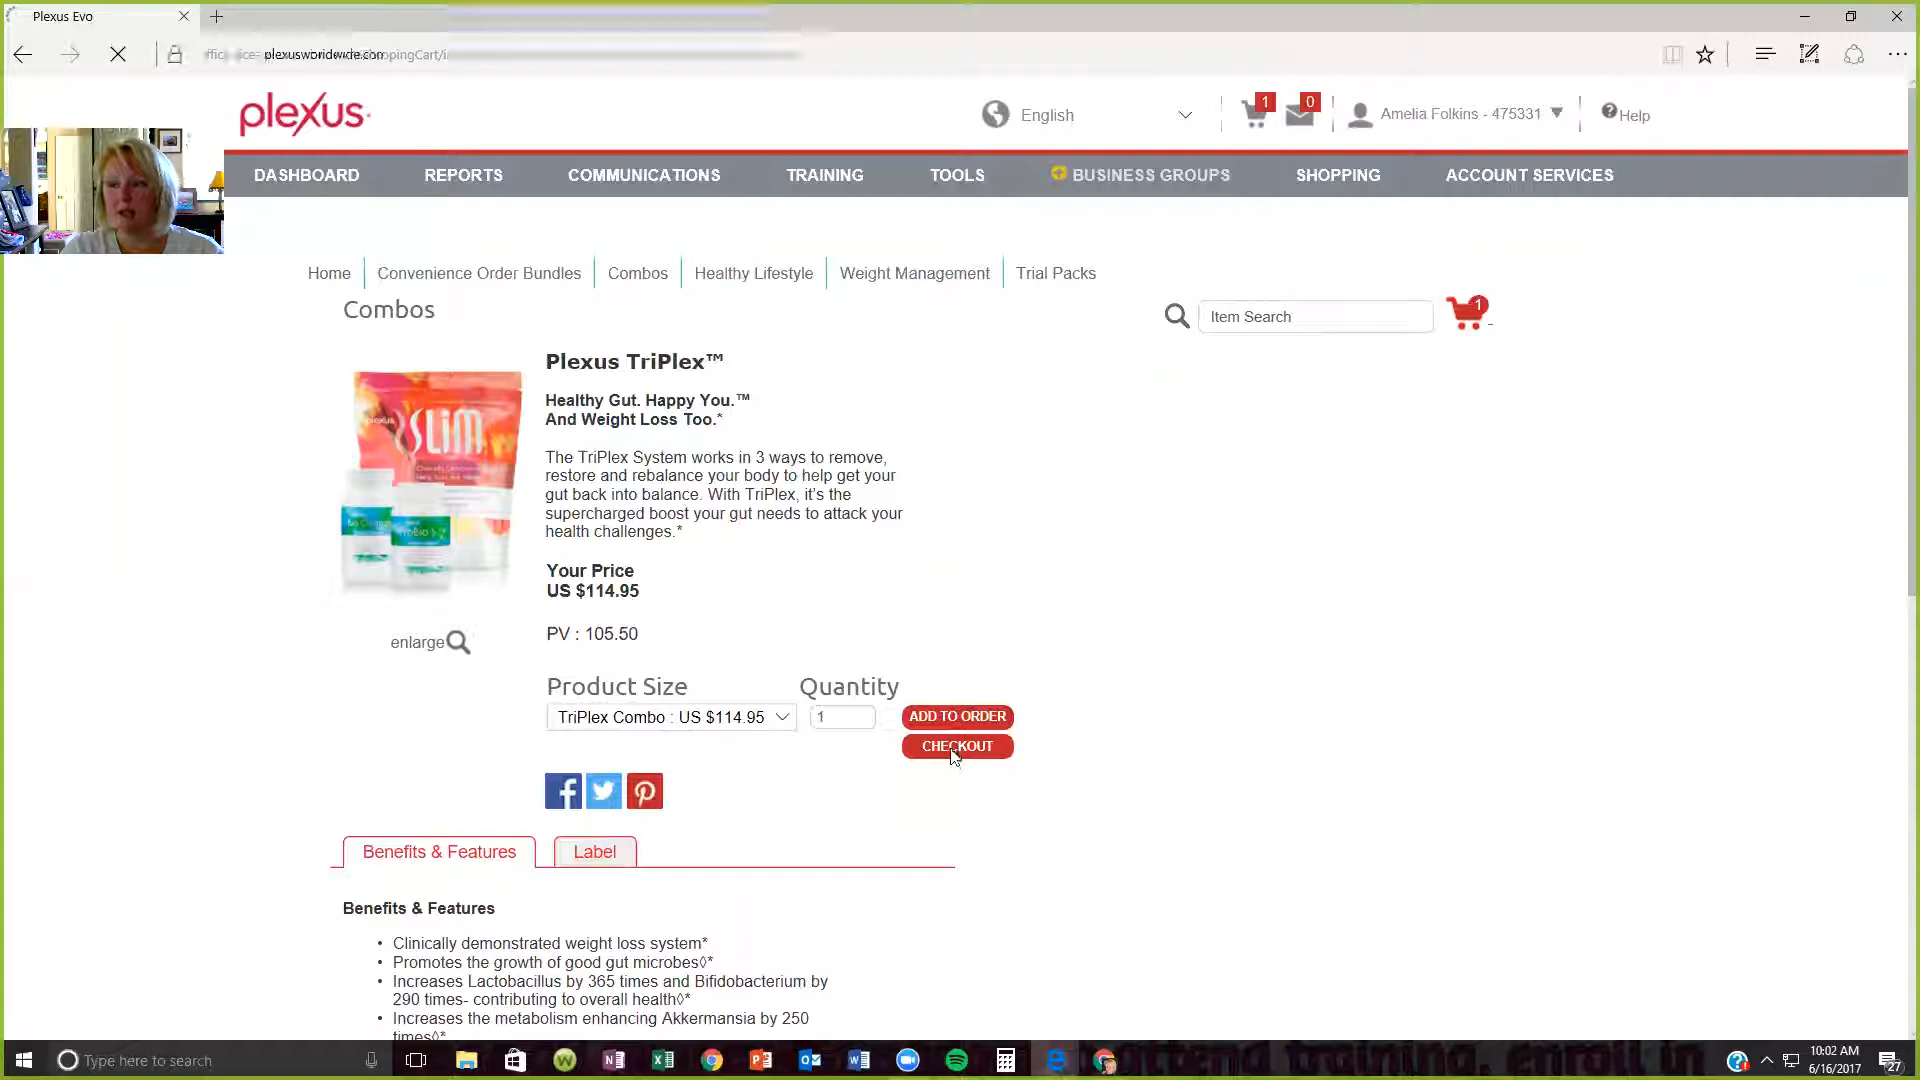 Plexus Evo
plexusworldwide.com
plexus
English
1
0
Amelia Folkins - 475331
Help
DASHBOARD
REPORTS
COMMUNICATIONS
TRAINING
TOOLS
BUSINESS GROUPS
SHOPPING
ACCOUNT SERVICES
Home
Convenience Order Bundles
Combos
Healthy Lifestyle
Weight Management
Trial Packs
Combos
Item Search
1
Plexus TriPlex™
Healthy Gut. Happy You.™
And Weight Loss Too.*
The TriPlex System works in 3 ways to remove,
restore and rebalance your body to help get your
gut back into balance. With TriPlex, it's the
supercharged boost your gut needs to attack your
health challenges.*
plexus
SLIM
ProBio 5
Your Price
US $114.95
PV : 105.50
enlarge
Product Size
Quantity
TriPlex Combo : US $114.95
1
ADD TO ORDER
CHECKOUT
Benefits & Features
Label
Benefits & Features
• Clinically demonstrated weight loss system*
• Promotes the growth of good gut microbes◊*
• Increases Lactobacillus by 365 times and Bifidobacterium by
290 times- contributing to overall health◊*
• Increases the metabolism enhancing Akkermansia by 250
times◊*
Type here to search
10:02 AM
6/16/2017
27